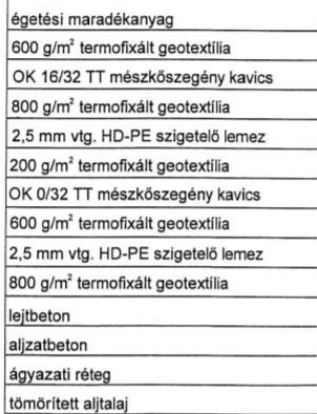 égetési maradékanyag
600 g/m² termofixált geotextília
OK 16/32 TT mészkőszegény kavics
800 g/m² termofixált geotextília
2,5 mm vtg. HD-PE szigetelő lemez
200 g/m² termofixált geotextília
OK 0/32 TT mészkőszegény kavics
600 g/m² termofixált geotextília
2,5 mm vtg. HD-PE szigetelő lemez
800 g/m² termofixált geotextília
lejtbeton
aljzatbeton
ágyazati réteg
tömörített aljtalaj